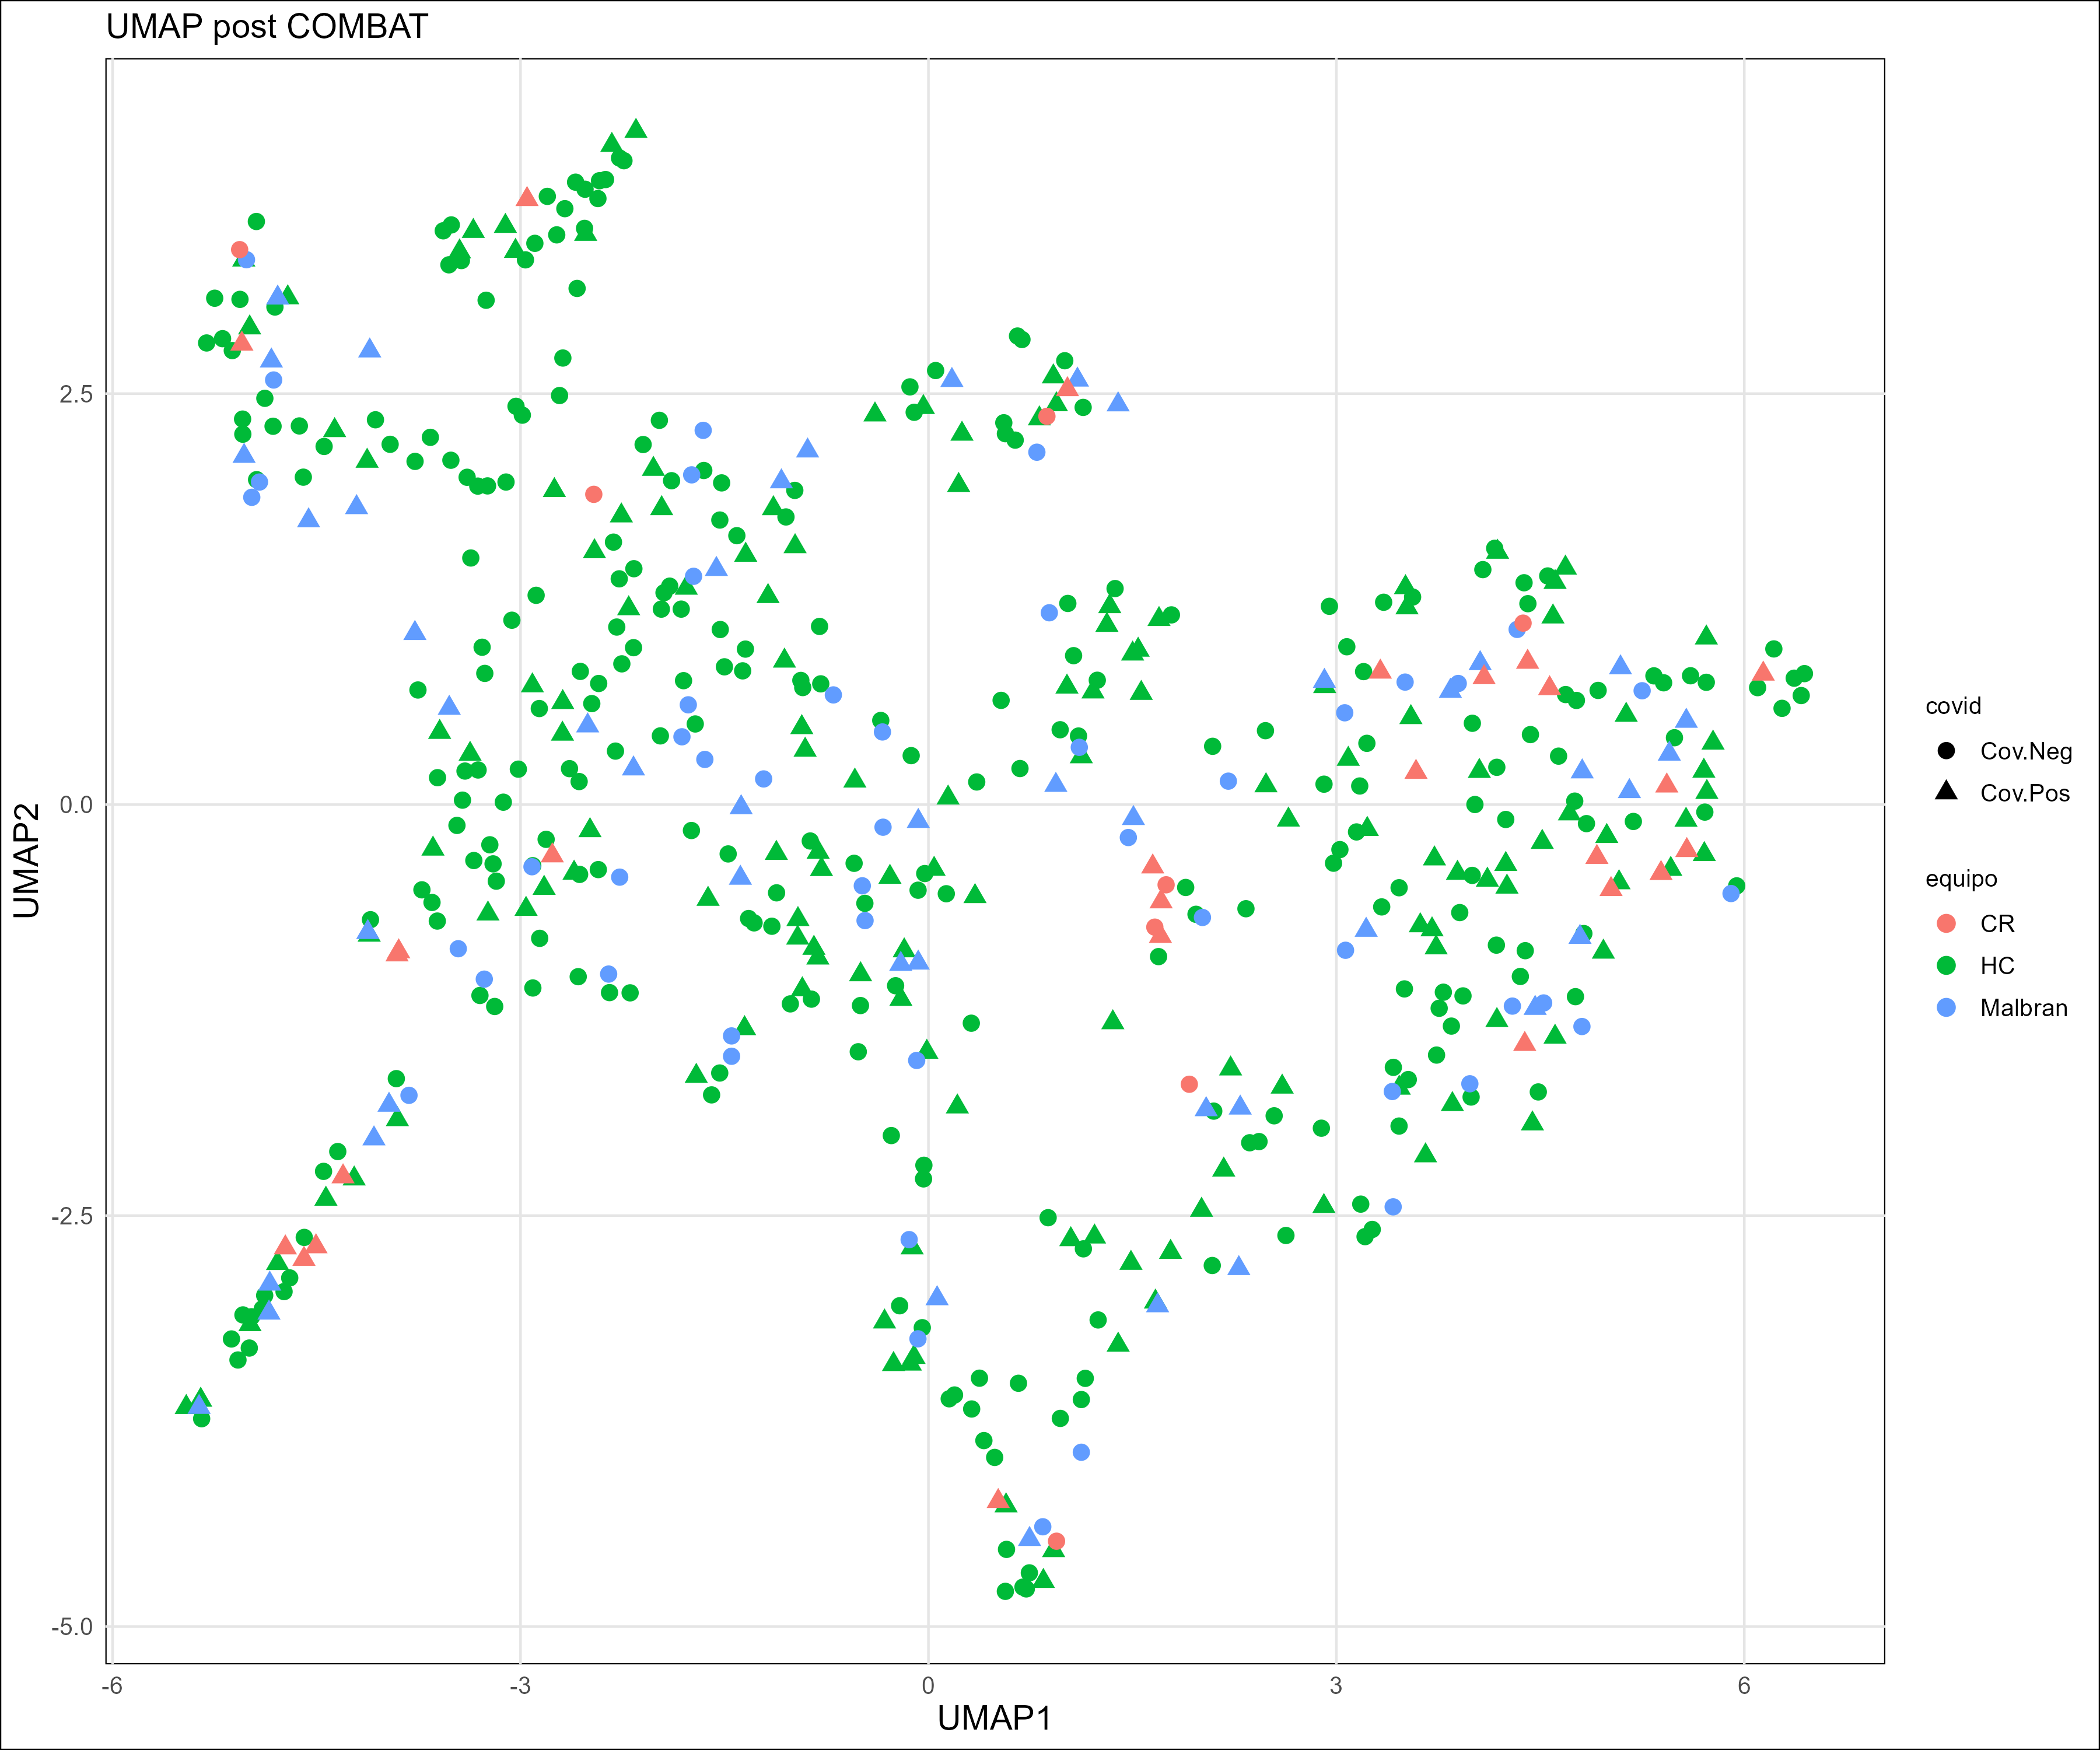 UMAP post COMBAT
UMAP2
2.5
0.0
-2.5
-5.0
-6
-3
0
3
6
UMAP1
covid
Cov.Neg
Cov.Pos
equipo
CR
HC
Malbran